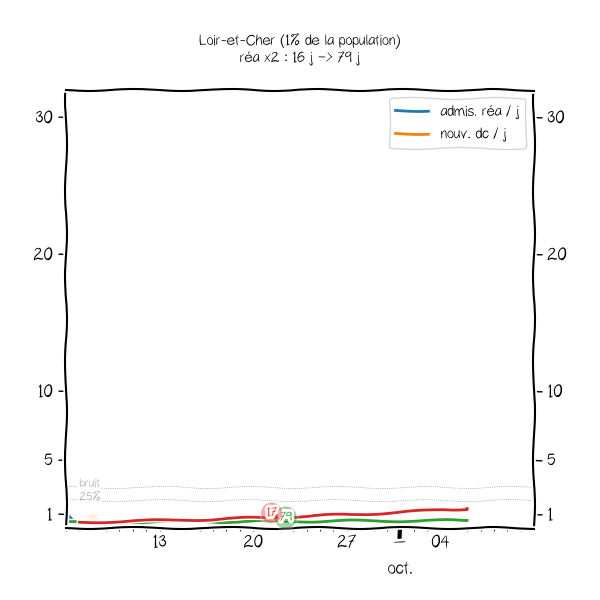 Loir-et-Cher (1% de la population)
réa x2 : 16 j -> 79 j
admis. réa / j
nouv. dc / j
30 30
20 20
10 10
5 5
bruit
25%
1 17 79 1
13 20 27 04
oct.